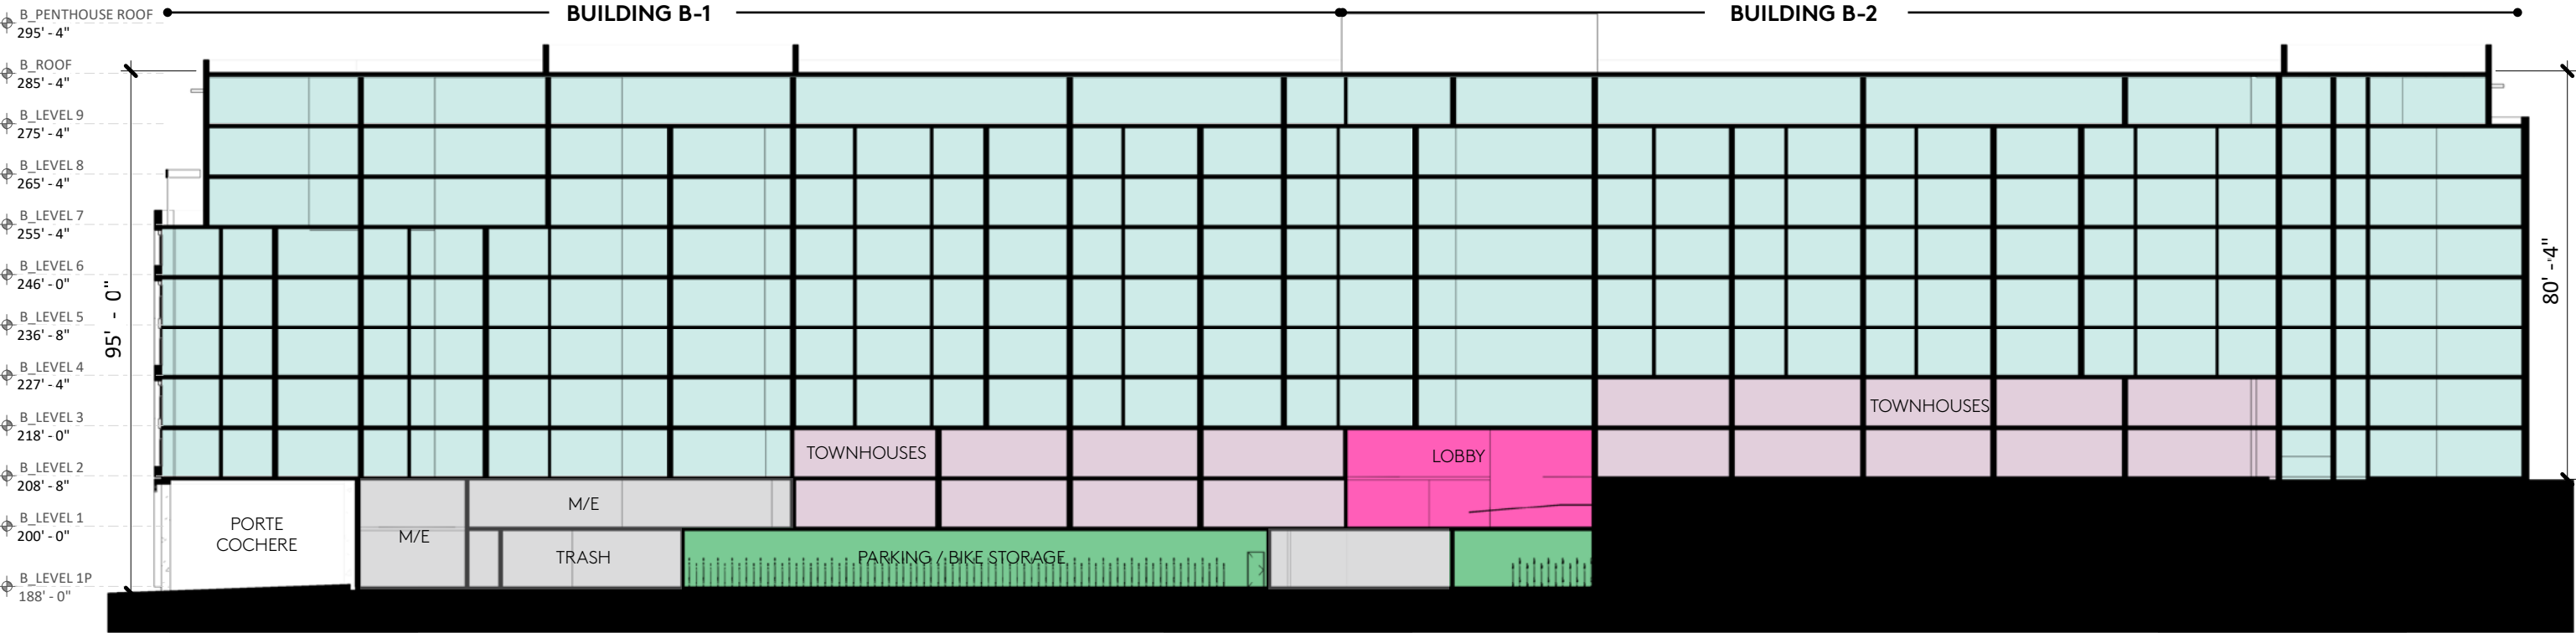 BUILDING B-1
BUILDING B-2
B_PENTHOUSE ROOF
295' - 4"
B_ROOF
285' - 4"
B_LEVEL 9
275' - 4"
B_LEVEL 8
265' - 4"
B_LEVEL 7
255' - 4"
B_LEVEL 6
246' - 0"
B_LEVEL 5
236' - 8"
B_LEVEL 4
227' - 4"
B_LEVEL 3
218' - 0"
B_LEVEL 2
208' - 8"
B_LEVEL 1
200' - 0"
B_LEVEL 1P
188' - 0"
95' - 0"
80' - 4"
TOWNHOUSES
TOWNHOUSES
LOBBY
M/E
PORTE
COCHERE
M/E
TRASH
PARKING / BIKE STORAGE